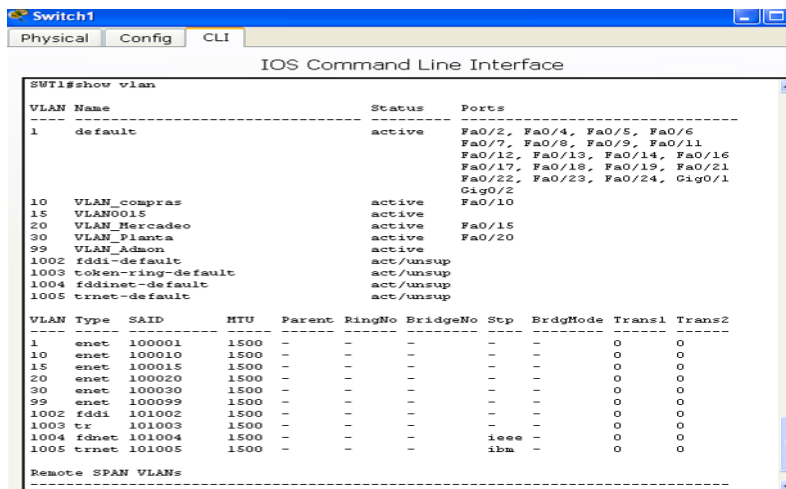 Switch1
Physical Config CLI
IOS Command Line Interface
SWT1#show vlan
VLAN Name Status Ports
---- -------------------------------- --------- -------------------------------
1 default active Fa0/2, Fa0/4, Fa0/5, Fa0/6
Fa0/7, Fa0/8, Fa0/9, Fa0/11
Fa0/12, Fa0/13, Fa0/14, Fa0/16
Fa0/17, Fa0/18, Fa0/19, Fa0/21
Fa0/22, Fa0/23, Fa0/24, Gig0/1
Gig0/2
10 VLAN_compras active Fa0/10
15 VLAN0015 active
20 VLAN_Mercadeo active Fa0/15
30 VLAN_Planta active Fa0/20
99 VLAN_Admon active
1002 fddi-default act/unsup
1003 token-ring-default act/unsup
1004 fddinet-default act/unsup
1005 trnet-default act/unsup
VLAN Type SAID MTU Parent RingNo BridgeNo Stp BrdgMode Trans1 Trans2
---- ----- ---------- ----- ------ ------ -------- ---- -------- ------ ------
1 enet 100001 1500 - - - - - 0 0
10 enet 100010 1500 - - - - - 0 0
15 enet 100015 1500 - - - - - 0 0
20 enet 100020 1500 - - - - - 0 0
30 enet 100030 1500 - - - - - 0 0
99 enet 100099 1500 - - - - - 0 0
1002 fddi 101002 1500 - - - - - 0 0
1003 tr 101003 1500 - - - - - 0 0
1004 fdnet 101004 1500 - - - ieee - 0 0
1005 trnet 101005 1500 - - - ibm - 0 0
Remote SPAN VLANs
------------------------------------------------------------------------------